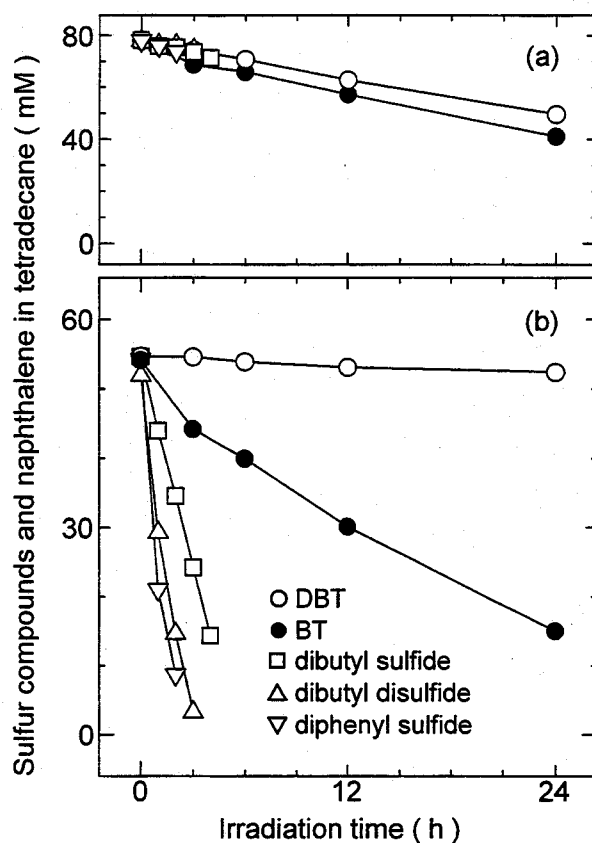 Sulfur compounds and naphthalene in tetradecane ( mM )
80
40
0
(a)
60
30
0
(b)
DBT
BT
dibutyl sulfide
dibutyl disulfide
diphenyl sulfide
0
12
24
Irradiation time ( h )